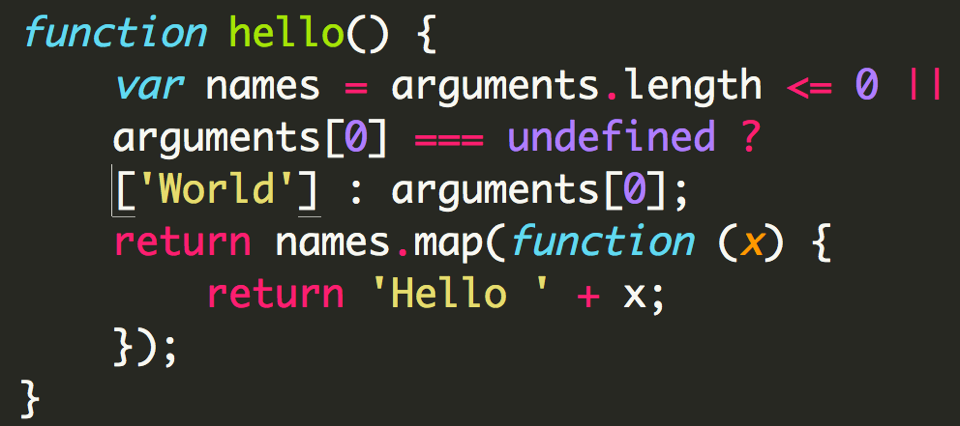 function hello() {
    var names = arguments.length <= 0 ||
    arguments[0] === undefined ?
    ['World'] : arguments[0];
    return names.map(function (x) {
        return 'Hello ' + x;
    });
}